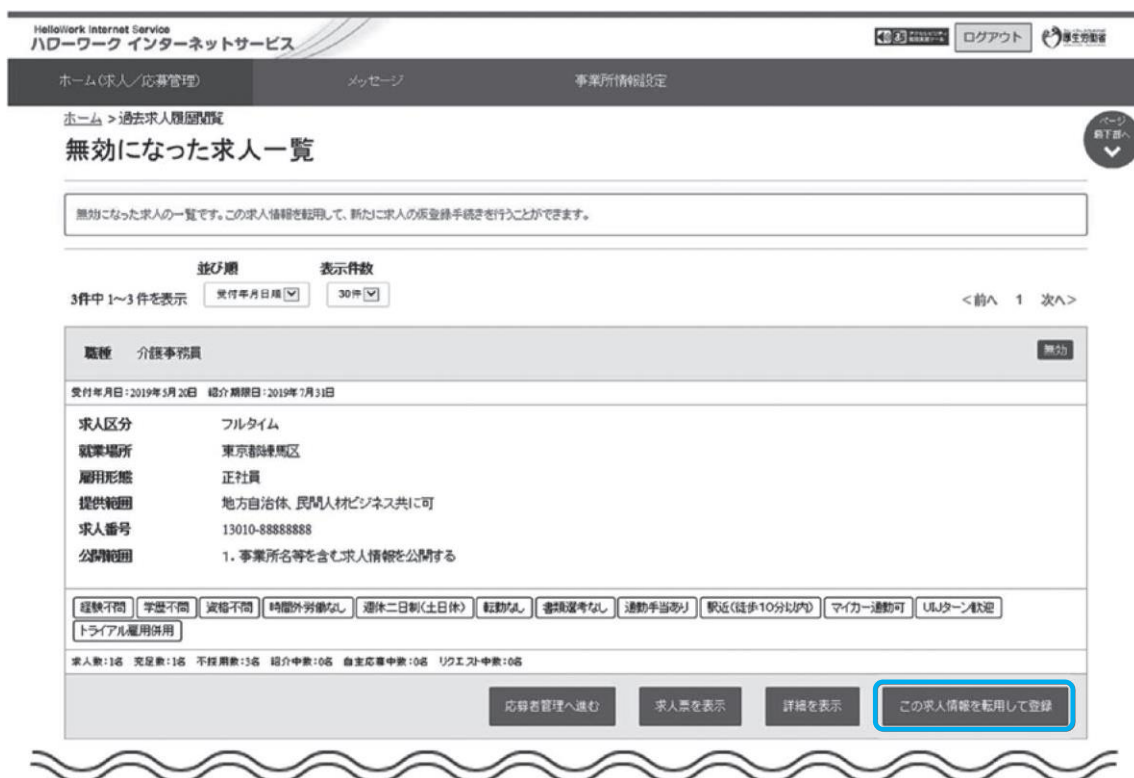 HelloWork Internet Service
ハローワーク インターネットサービス
ログアウト
厚生労働省
ホーム(求人/応募管理)
メッセージ
事業所情報設定
ホーム >過去求人履歴閲覧
無効になった求人一覧
ページ
最下部へ
無効になった求人の一覧です。この求人情報を転用して、新たに求人の仮登録手続きを行うことができます。
並び順
表示件数
3件中 1~3 件を表示
受付年月日順
30件
<前へ 1 次へ>
職種 介護事務員
無効
受付年月日:2019年5月20日 紹介期限日:2019年7月31日
求人区分 フルタイム
就業場所 東京都練馬区
雇用形態 正社員
提供範囲 地方自治体、民間人材ビジネス共に可
求人番号 13010-88888888
公開範囲 1.事業所名等を含む求人情報を公開する
経験不問 学歴不問 資格不問 時間外労働なし 週休二日制(土日休) 転勤なし 書類選考なし 通勤手当あり 駅近(徒歩10分以内) マイカー通勤可 UIJターン歓迎
トライアル雇用併用
求人数:1名 充足数:1名 不採用数:3名 紹介中数:0名 自主応募中数:0名 リクエスト中数:0名
応募者管理へ進む
求人票を表示
詳細を表示
この求人情報を転用して登録